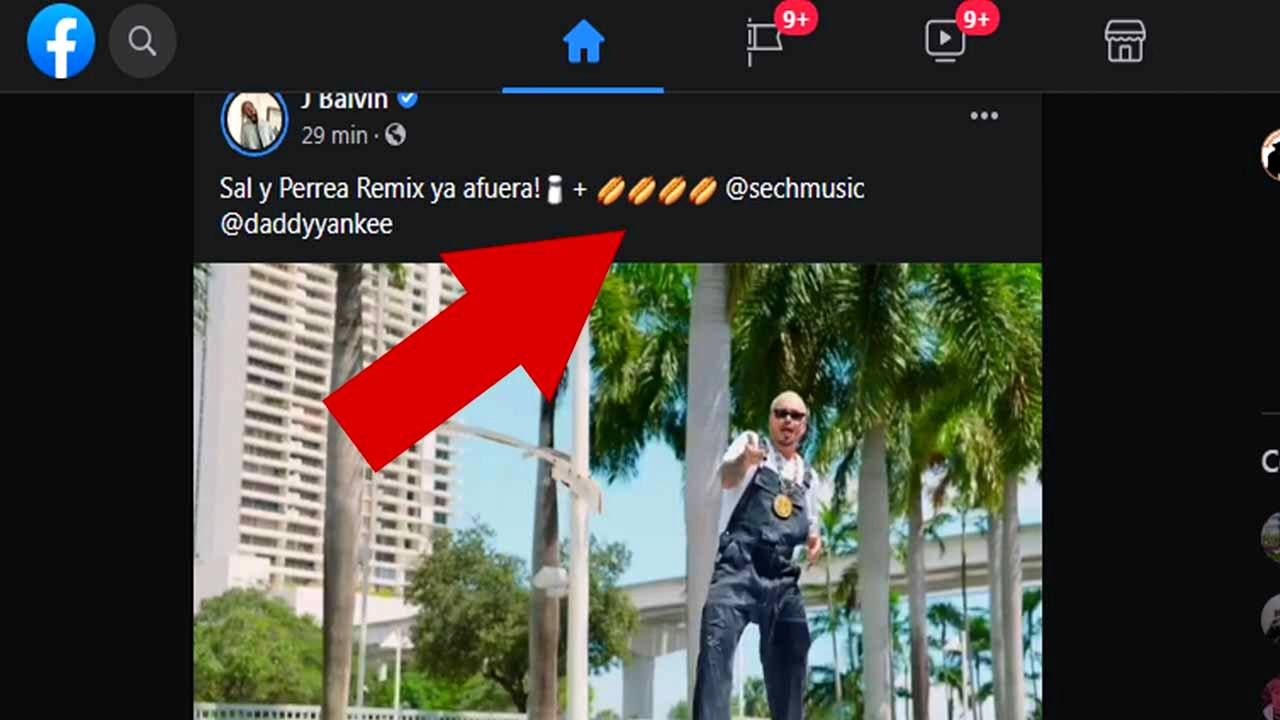 9+
9+
J Balvin
29 min ·
Sal y Perrea Remix ya afuera!🧂 + 🌭🌭🌭🌭 @sechmusic
@daddyyankee
C